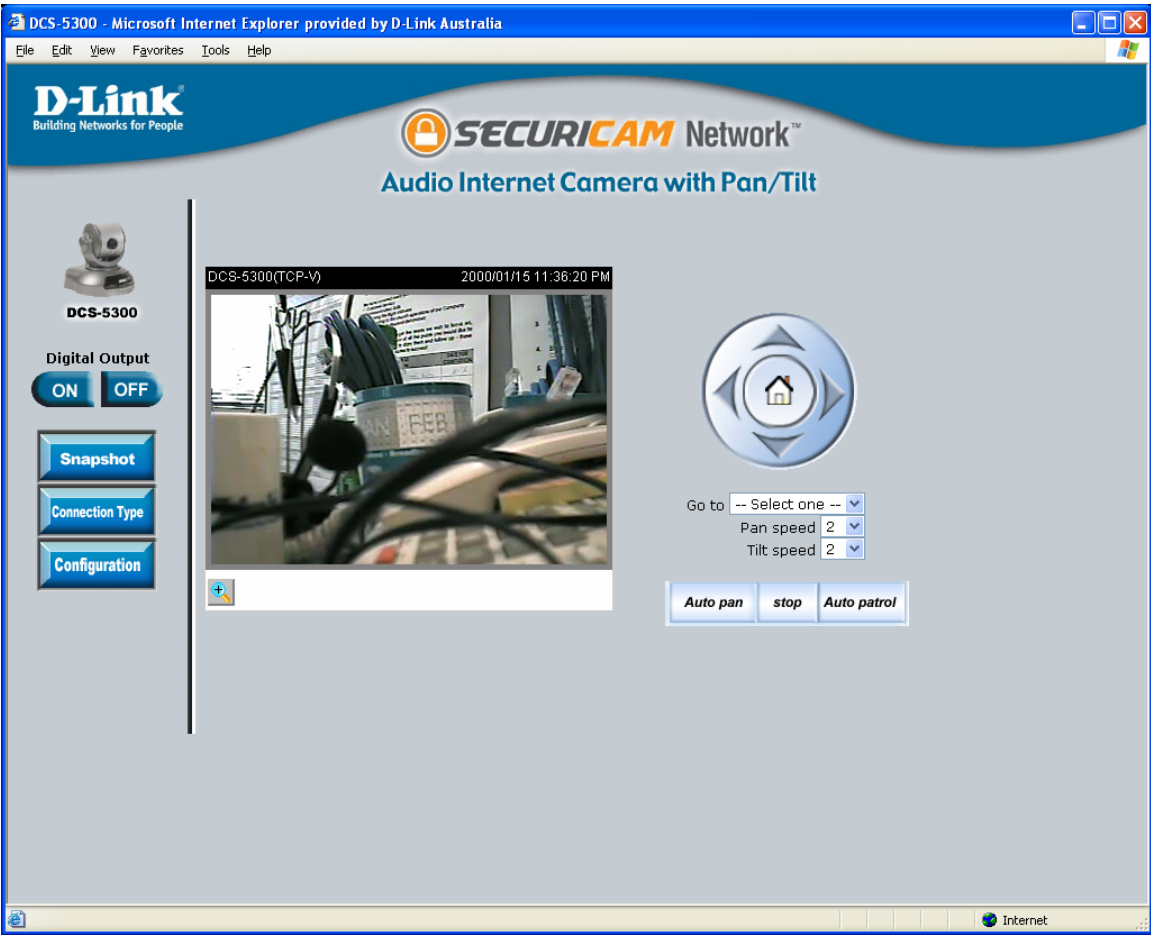 DCS-5300 - Microsoft Internet Explorer provided by D-Link Australia
File Edit View Favorites Tools Help
D-Link®
Building Networks for People
SECURICAM Network™
Audio Internet Camera with Pan/Tilt
DCS-5300
Digital Output
ON OFF
Snapshot
Connection Type
Configuration
DCS-5300(TCP-V) 2000/01/15 11:36:20 PM
FEB
Go to -- Select one --
Pan speed 2
Tilt speed 2
Auto pan stop Auto patrol
Internet